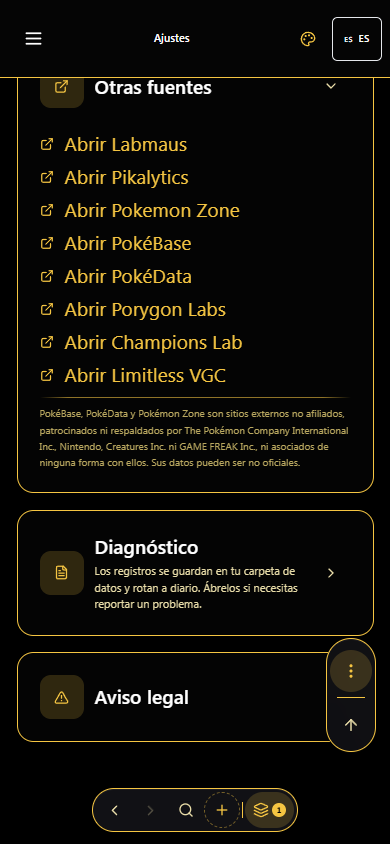 Ajustes
ES ES
Otras fuentes
Abrir Labmaus
Abrir Pikalytics
Abrir Pokemon Zone
Abrir PokéBase
Abrir PokéData
Abrir Porygon Labs
Abrir Champions Lab
Abrir Limitless VGC
PokéBase, PokéData y Pokémon Zone son sitios externos no afiliados,
patrocinados ni respaldados por The Pokémon Company International
Inc., Nintendo, Creatures Inc. ni GAME FREAK Inc., ni asociados de
ninguna forma con ellos. Sus datos pueden ser no oficiales.
Diagnóstico
Los registros se guardan en tu carpeta de
datos y rotan a diario. Ábrelos si necesitas
reportar un problema.
Aviso legal
1